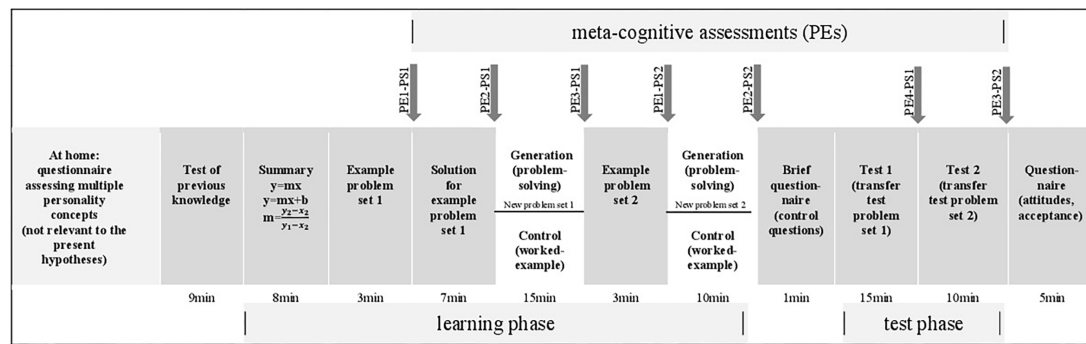 meta-cognitive assessments (PEs)
PE1-PS1
PE2-PS1
PE3-PS1
PE1-PS2
PE2-PS2
PE4-PS1
PE3-PS2
At home:
questionnaire
assessing multiple
personality
concepts
(not relevant to the
present
hypotheses)
Test of
previous
knowledge
Summary
y=mx
y=mx+b
m=\frac{y_2-x_2}{y_1-x_2}
Example
problem
set 1
Solution
for
example
problem
set 1
Generation
(problem-
solving)
New problem set 1
Control
(worked-
example)
Example
problem
set 2
Generation
(problem-
solving)
New problem set 2
Control
(worked-
example)
Brief
question-
naire
(control
questions)
Test 1
(transfer
test
problem
set 1)
Test 2
(transfer
test problem
set 2)
Question-
naire
(attitudes,
acceptance)
9min
8min
3min
7min
15min
3min
10min
1min
15min
10min
5min
learning phase
test phase